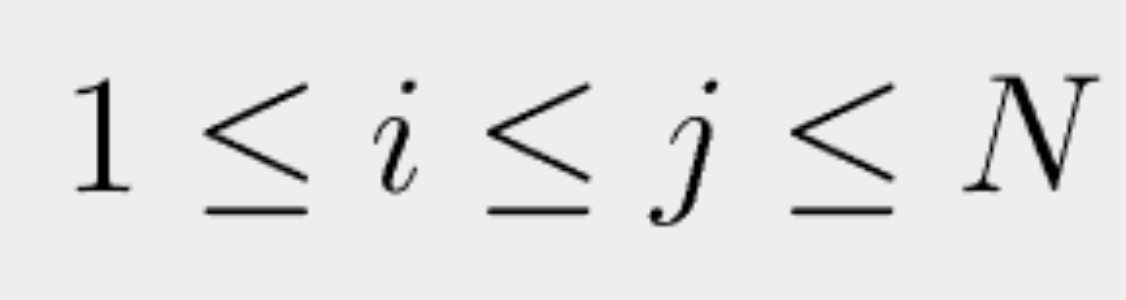 1 ≤ i ≤ j ≤ N